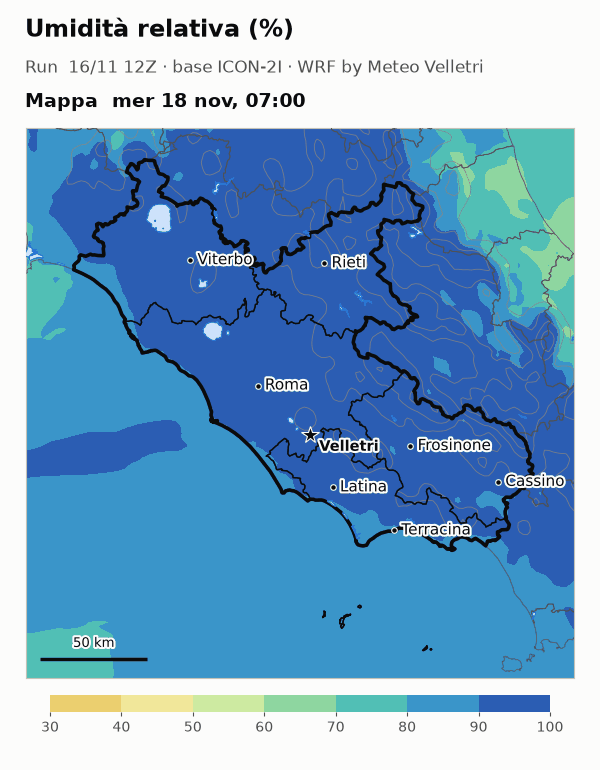 Umidità relativa (%)
Run  16/11 12Z · base ICON-2I · WRF by Meteo Velletri
Mappa  mer 18 nov, 07:00
Viterbo
Rieti
Roma
Velletri
Frosinone
Cassino
Latina
Terracina
50 km
30 40 50 60 70 80 90 100